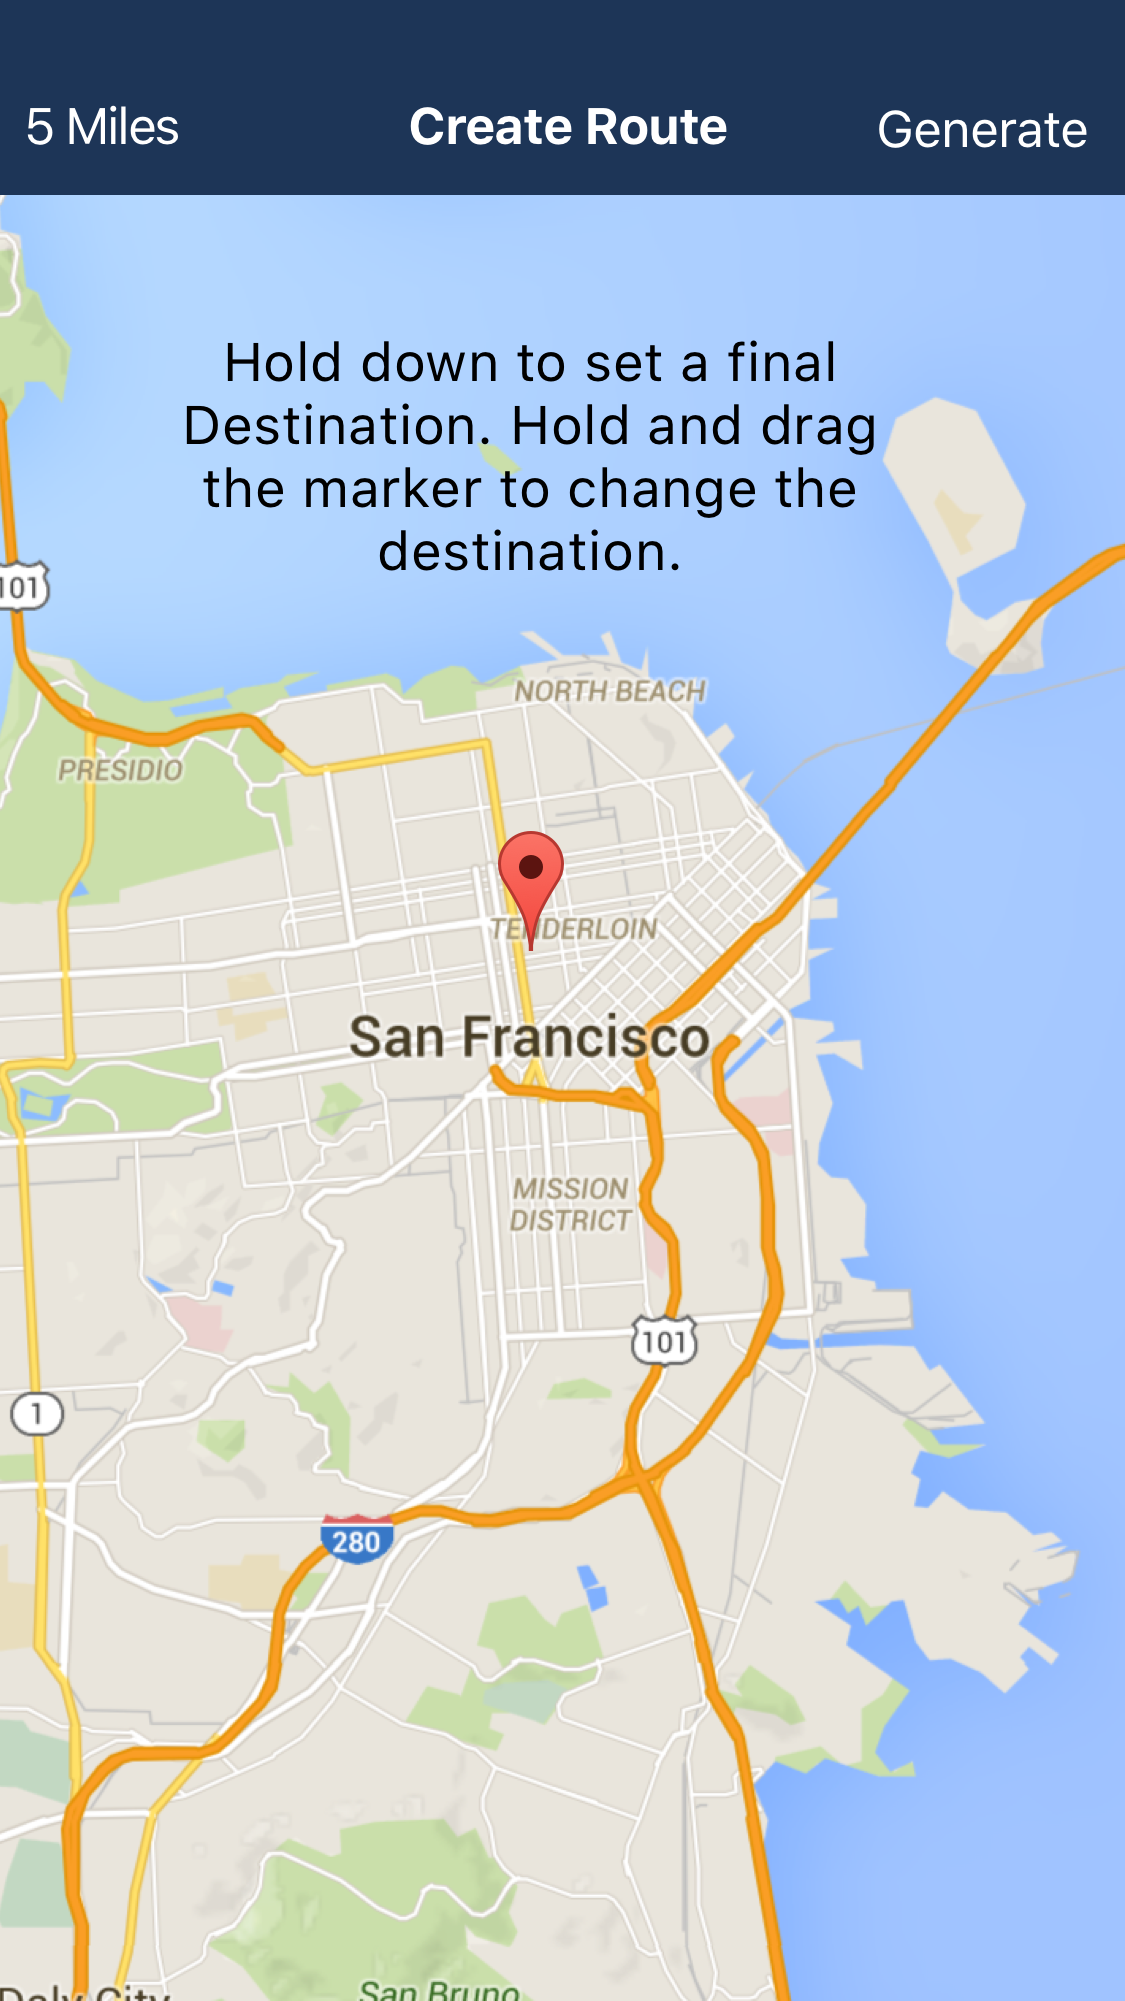 5 Miles
Create Route
Generate
Hold down to set a final
Destination. Hold and drag
the marker to change the
destination.
101
NORTH BEACH
PRESIDIO
TENDERLOIN
San Francisco
MISSION
DISTRICT
101
1
280
Daly City
San Bruno